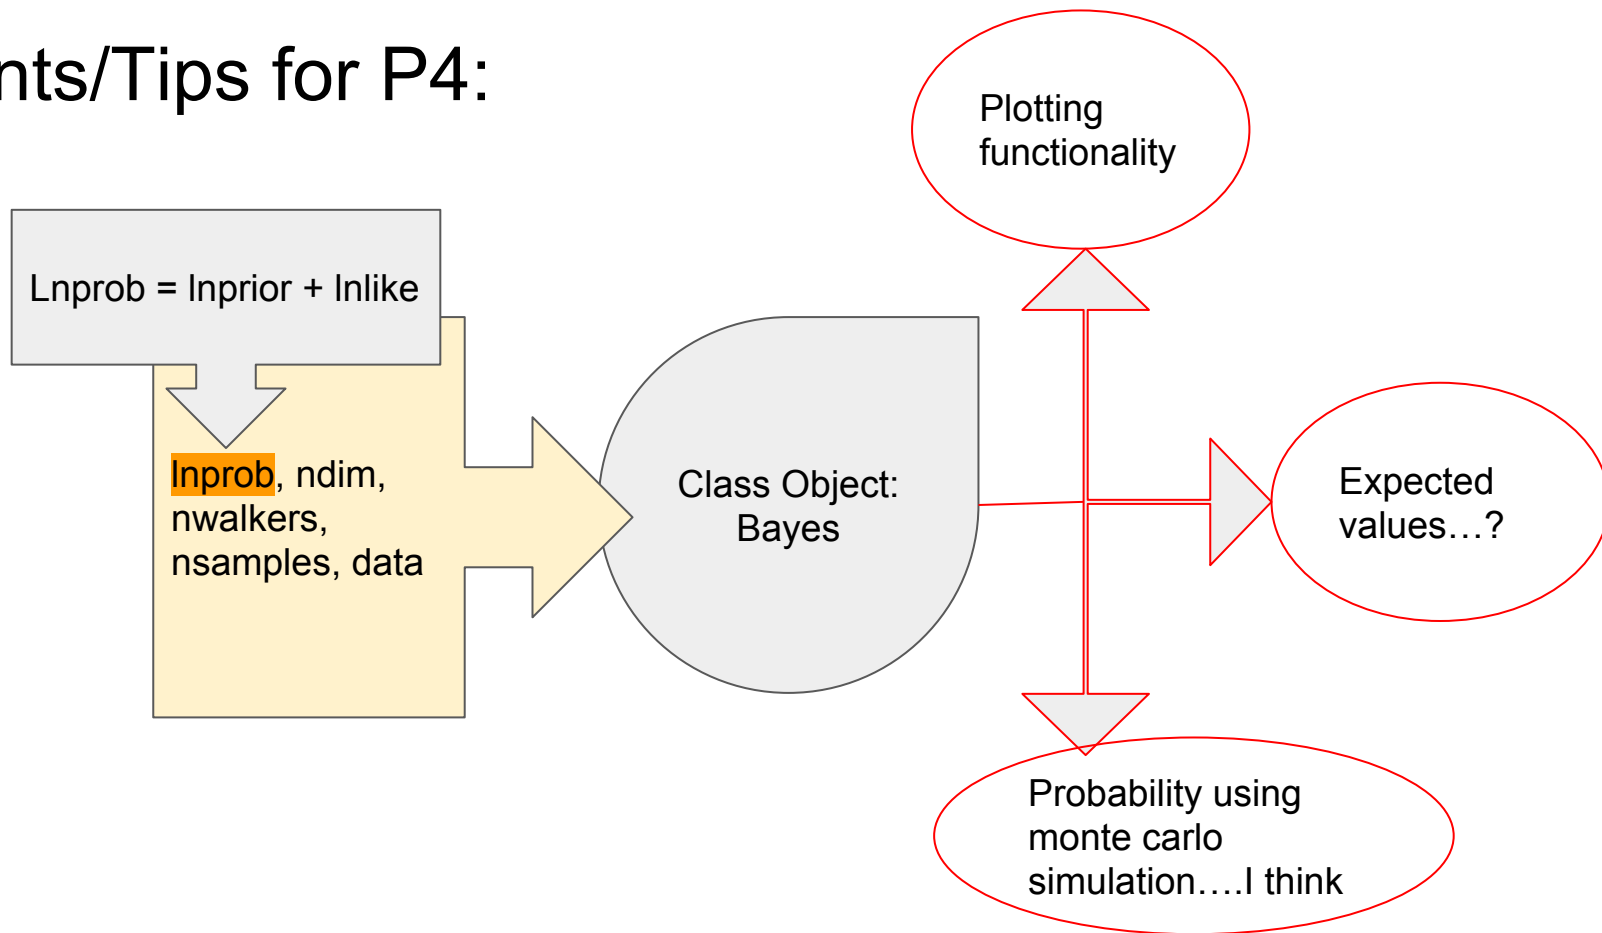 nts/Tips for P4:
Plotting
functionality
Lnprob = lnprior + lnlike
lnprob, ndim,
nwalkers,
nsamples, data
Class Object:
Bayes
Expected
values…?
Probability using
monte carlo
simulation….I think